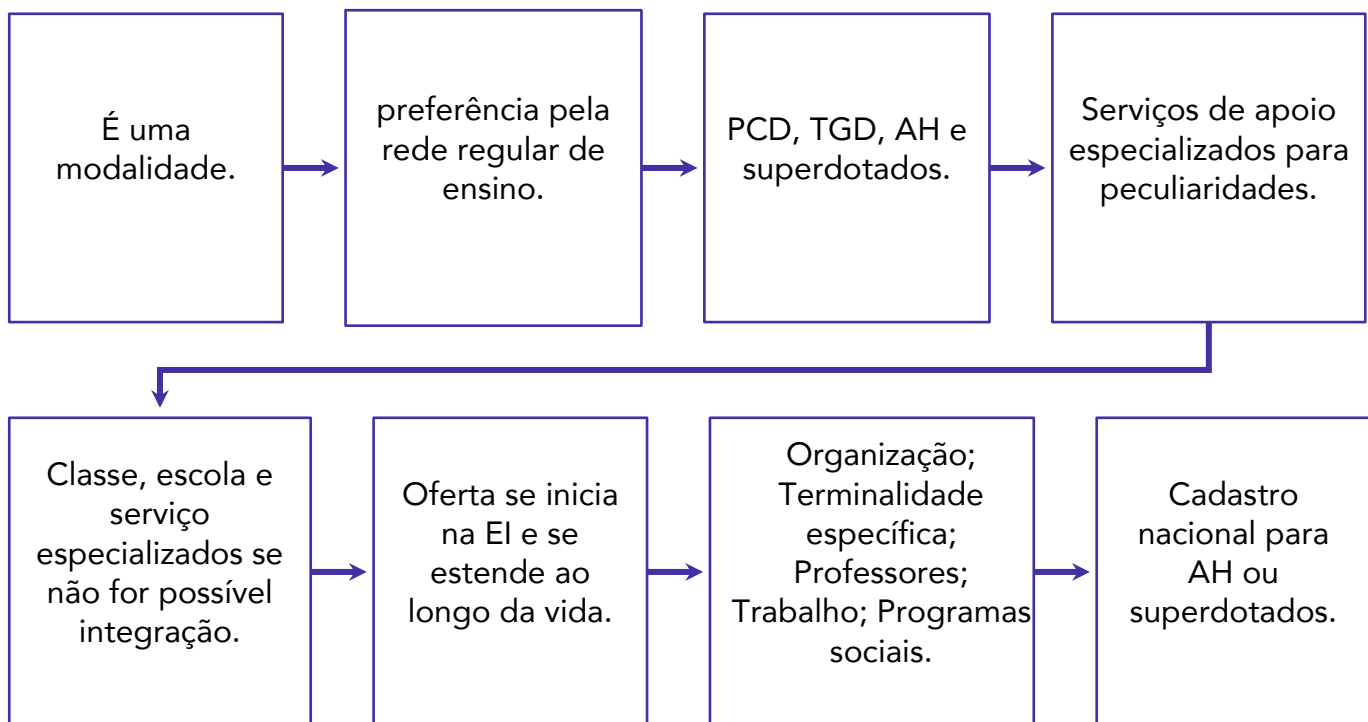 É uma
modalidade.
preferência pela
rede regular de
ensino.
PCD, TGD, AH e
superdotados.
Serviços de apoio
especializados para
peculiaridades.
Classe, escola e
serviço
especializados se
não for possível
integração.
Oferta se inicia
na EI e se
estende ao
longo da vida.
Organização;
Terminalidade
específica;
Professores;
Trabalho; Programas
sociais.
Cadastro
nacional para
AH ou
superdotados.